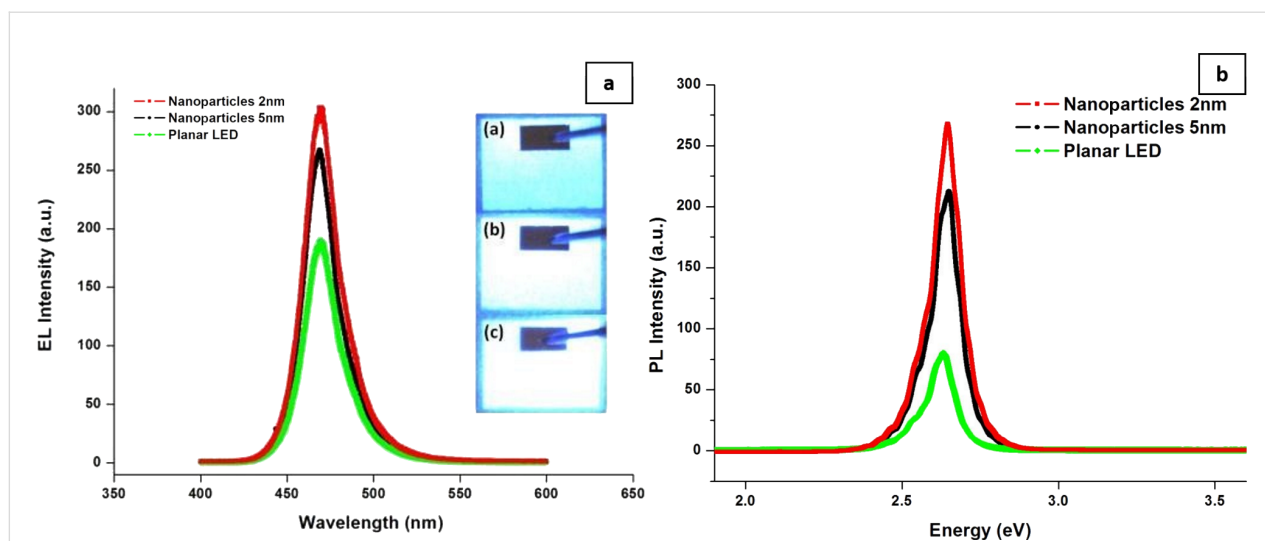 a
Nanoparticles 2nm
Nanoparticles 5nm
Planar LED
300
250
200
150
100
50
0
EL Intensity (a.u.)
350 400 450 500 550 600 650
Wavelength (nm)
(a)
(b)
(c)
b
Nanoparticles 2nm
Nanoparticles 5nm
Planar LED
300
250
200
150
100
50
0
PL Intensity (a.u.)
2.0 2.5 3.0 3.5
Energy (eV)